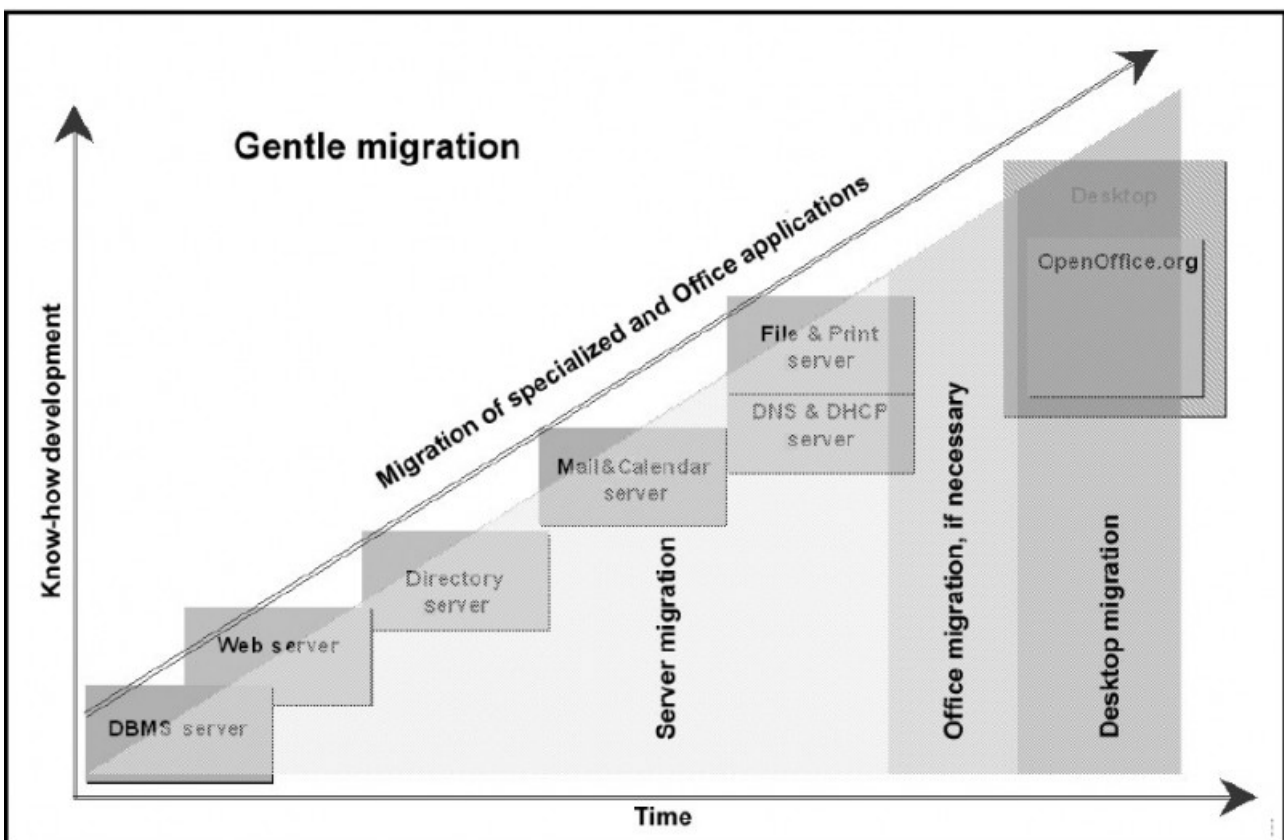 Gentle migration
Know-how development
Migration of specialized and Office applications
Desktop
OpenOffice.org
File & Print
server
DNS & DHCP
server
Mail&Calendar
server
Directory
server
Web server
DBMS server
Server migration
Office migration, if necessary
Desktop migration
Time